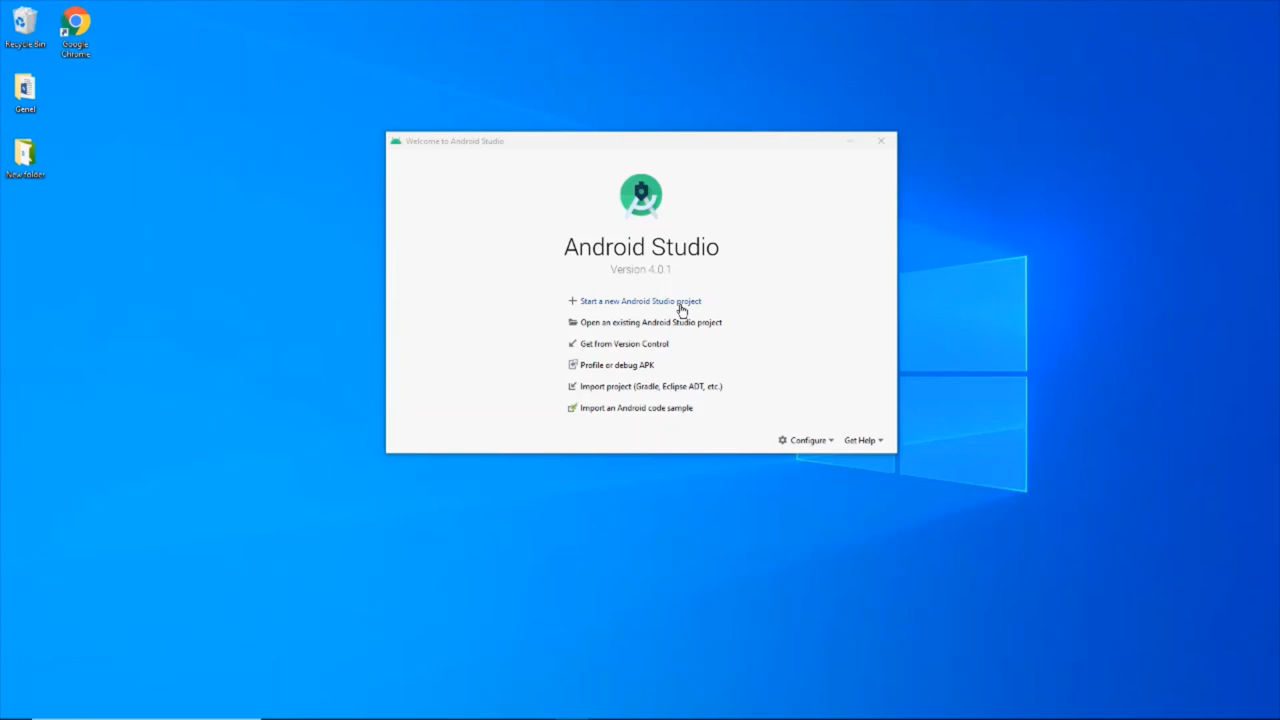 Recycle Bin
Google Chrome
Genel
New folder
Welcome to Android Studio
Android Studio
Version 4.0.1
Start a new Android Studio project
Open an existing Android Studio project
Get from Version Control
Profile or debug APK
Import project (Gradle, Eclipse ADT, etc.)
Import an Android code sample
Configure
Get Help